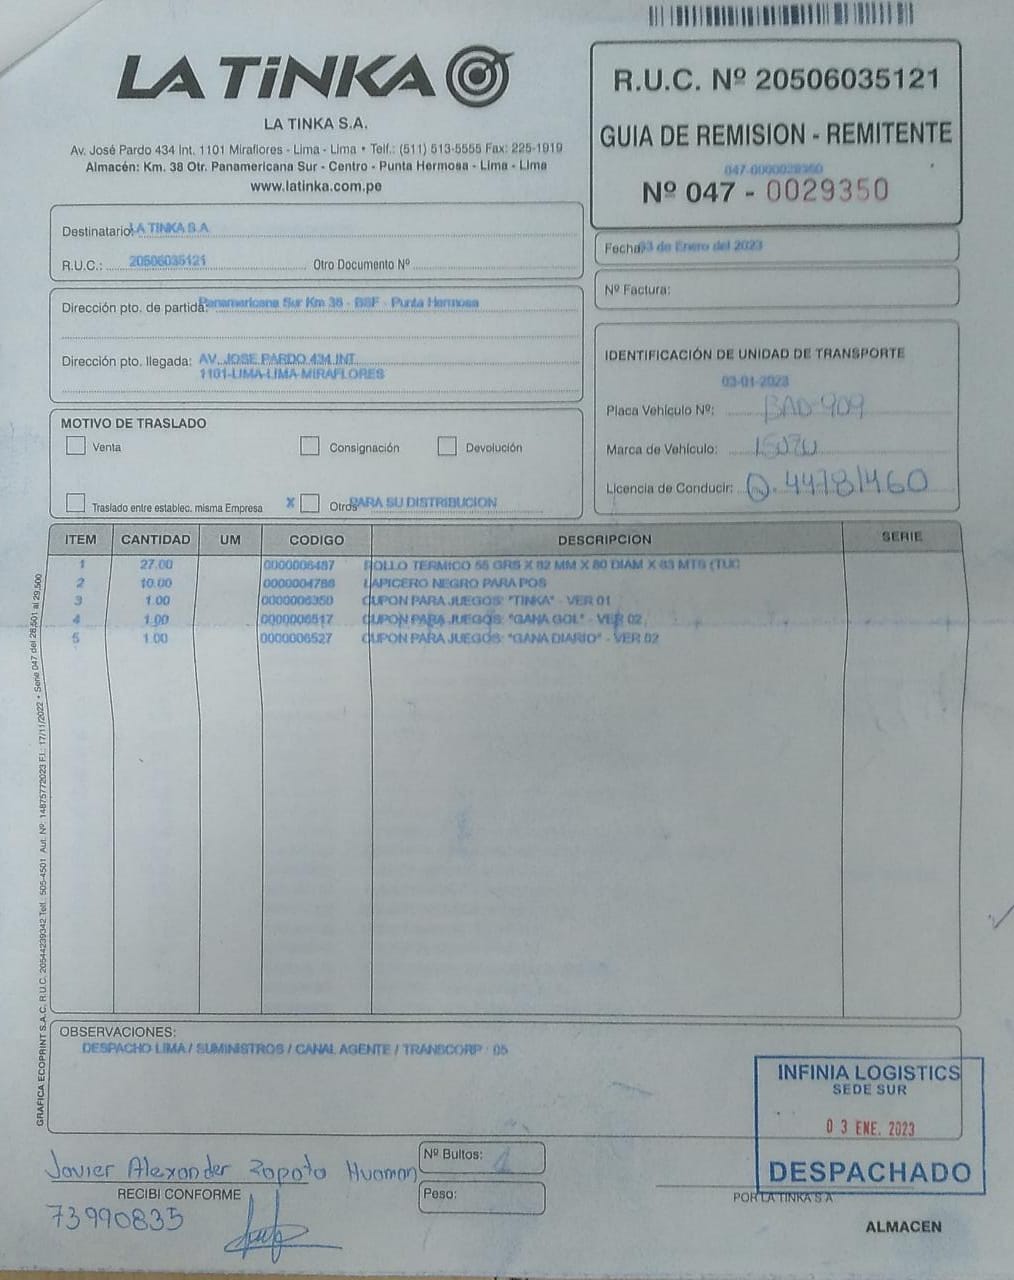 LA TiNKA
LA TINKA S.A.
Av. José Pardo 434 Int. 1101 Miraflores - Lima - Lima • Telf.: (511) 513-5555 Fax: 225-1919
Almacén: Km. 38 Otr. Panamericana Sur - Centro - Punta Hermosa - Lima - Lima
www.latinka.com.pe
R.U.C. Nº 20506035121
GUIA DE REMISION - REMITENTE
Nº 047 - 0029350
Destinatario: LA TINKA S.A.
R.U.C.: 20506035121 Otro Documento Nº
Fecha: 03 de Enero del 2023
Nº Factura:
Dirección pto. de partida: Panamericana Sur Km 38 - BSF - Punta Hermosa
Dirección pto. llegada: AV. JOSE PARDO 434 INT.
1101-LIMA-LIMA-MIRAFLORES
IDENTIFICACIÓN DE UNIDAD DE TRANSPORTE
03-01-2023
Placa Vehículo Nº: BAD-909
Marca de Vehículo: ISUZU
Licencia de Conducir: Q.44781460
MOTIVO DE TRASLADO
Venta Consignación Devolución
Traslado entre establec. misma Empresa X Otros PARA SU DISTRIBUCION
ITEM CANTIDAD UM CODIGO DESCRIPCION SERIE
1 27.00 0000006487 ROLLO TERMICO 55 GRS X 82 MM X 80 DIAM X 83 MTS (TUC
2 10.00 0000004786 LAPICERO NEGRO PARA POS
3 1.00 0000006350 CUPON PARA JUEGOS: "TINKA" - VER 01
4 1.00 0000006517 CUPON PARA JUEGOS: "GANA GOL" - VER 02
5 1.00 0000006527 CUPON PARA JUEGOS: "GANA DIARIO" - VER 02
GRAFICA ECOPRINT S.A.C. R.U.C. 20544239342 Telf.: 505-4501 Aut. Nº: 14875772023 F.I.: 17/11/2022 • Serie 047 del 28,501 al 29,500
OBSERVACIONES:
DESPACHO LIMA / SUMINISTROS / CANAL AGENTE / TRANSCORP - 05
INFINIA LOGISTICS
SEDE SUR
03 ENE. 2023
DESPACHADO
Javier Alexander Zapata Huaman
RECIBI CONFORME
73990835
Nº Bultos: 1
Peso:
POR LA TINKA S.A.
ALMACEN